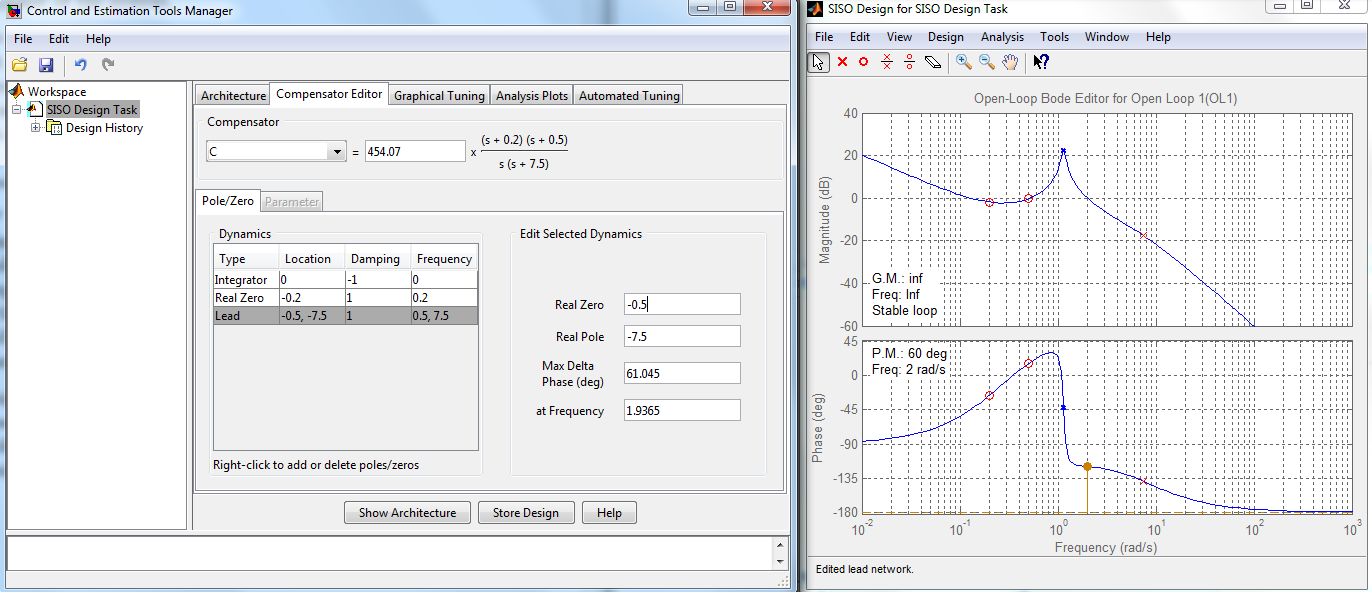 Control and Estimation Tools Manager
File Edit Help
Workspace
SISO Design Task
Design History
Architecture Compensator Editor Graphical Tuning Analysis Plots Automated Tuning
Compensator
C = 454.07 x (s + 0.2) (s + 0.5)
s (s + 7.5)
Pole/Zero Parameter
Dynamics
Type Location Damping Frequency
Integrator 0 -1 0
Real Zero -0.2 1 0.2
Lead -0.5, -7.5 1 0.5, 7.5
Right-click to add or delete poles/zeros
Edit Selected Dynamics
Real Zero -0.5
Real Pole -7.5
Max Delta
Phase (deg) 61.045
at Frequency 1.9365
Show Architecture Store Design Help
SISO Design for SISO Design Task
File Edit View Design Analysis Tools Window Help
Open-Loop Bode Editor for Open Loop 1(OL1)
40
20
0
-20
-40
-60
Magnitude (dB)
G.M.: inf
Freq: Inf
Stable loop
45
0
-45
-90
-135
-180
Phase (deg)
P.M.: 60 deg
Freq: 2 rad/s
10^-2 10^-1 10^0 10^1 10^2 10^3
Frequency (rad/s)
Edited lead network.